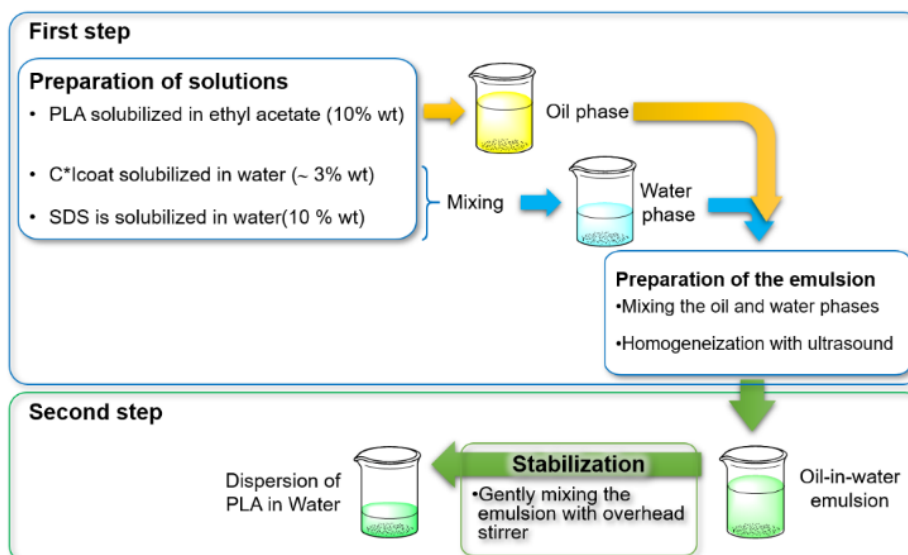 First step
Preparation of solutions
• PLA solubilized in ethyl acetate (10% wt)
• C*Icoat solubilized in water (~ 3% wt)
• SDS is solubilized in water(10 % wt)
Mixing
Oil phase
Water
phase
Preparation of the emulsion
•Mixing the oil and water phases
•Homogeneization with ultrasound
Second step
Dispersion of
PLA in Water
Stabilization
•Gently mixing the
emulsion with overhead
stirrer
Oil-in-water
emulsion